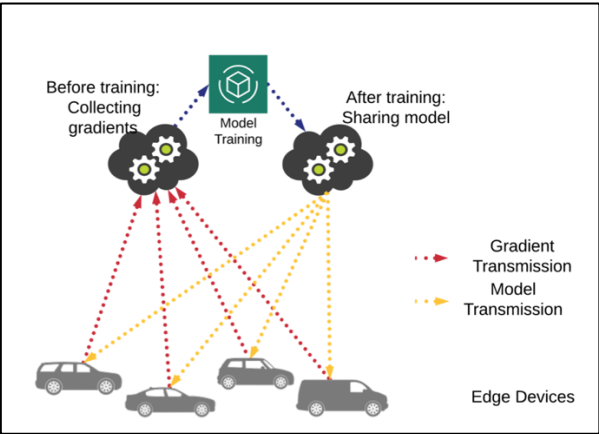 Before training:
Collecting
gradients
Model
Training
After training:
Sharing model
Gradient
Transmission
Model
Transmission
Edge Devices